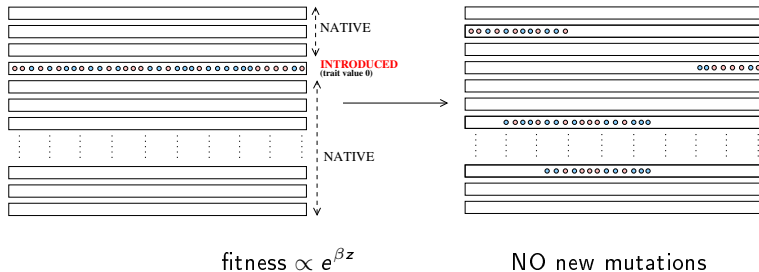 NATIVE
INTRODUCED
(trait value 0)
NATIVE
fitness ∝ e^{βz} NO new mutations